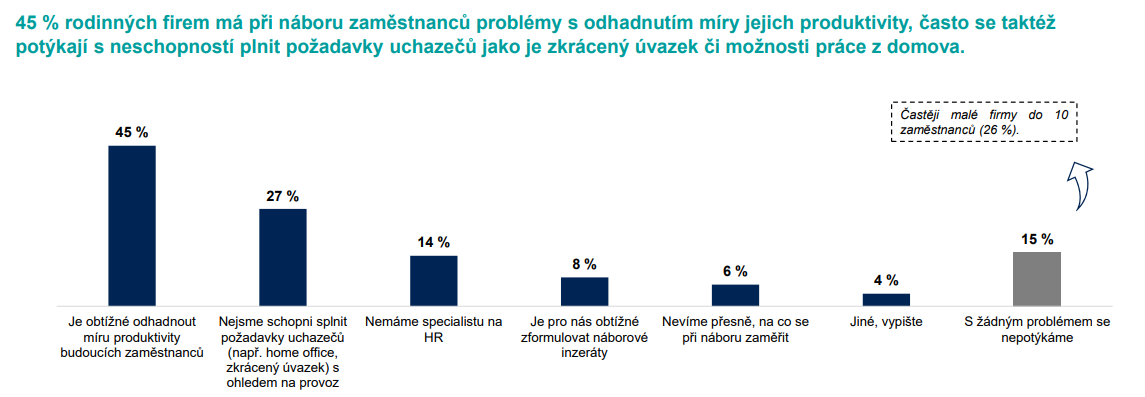 45 % rodinných firem má při náboru zaměstnanců problémy s odhadnutím míry jejich produktivity, často se taktéž
potýkají s neschopností plnit požadavky uchazečů jako je zkrácený úvazek či možnosti práce z domova.
Častěji malé firmy do 10
zaměstnanců (26 %).
45 %
27 %
14 %
8 %
6 %
4 %
15 %
Je obtížné odhadnout
míru produktivity
budoucích zaměstnanců
Nejsme schopni splnit
požadavky uchazečů
(např. home office,
zkrácený úvazek) s
ohledem na provoz
Nemáme specialistu na
HR
Je pro nás obtížné
zformulovat náborové
inzeráty
Nevíme přesně, na co se
při náboru zaměřit
Jiné, vypište
S žádným problémem se
nepotýkáme